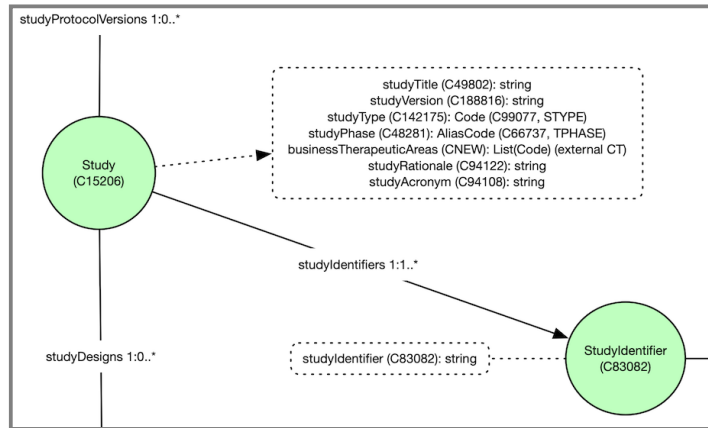 studyProtocolVersions 1:0..*
studyTitle (C49802): string
studyVersion (C188816): string
studyType (C142175): Code (C99077, STYPE)
studyPhase (C48281): AliasCode (C66737, TPHASE)
businessTherapeuticAreas (CNEW): List(Code) (external CT)
studyRationale (C94122): string
studyAcronym (C94108): string
Study
(C15206)
studyIdentifiers 1:1..*
studyDesigns 1:0..*
studyIdentifier (C83082): string
StudyIdentifier
(C83082)